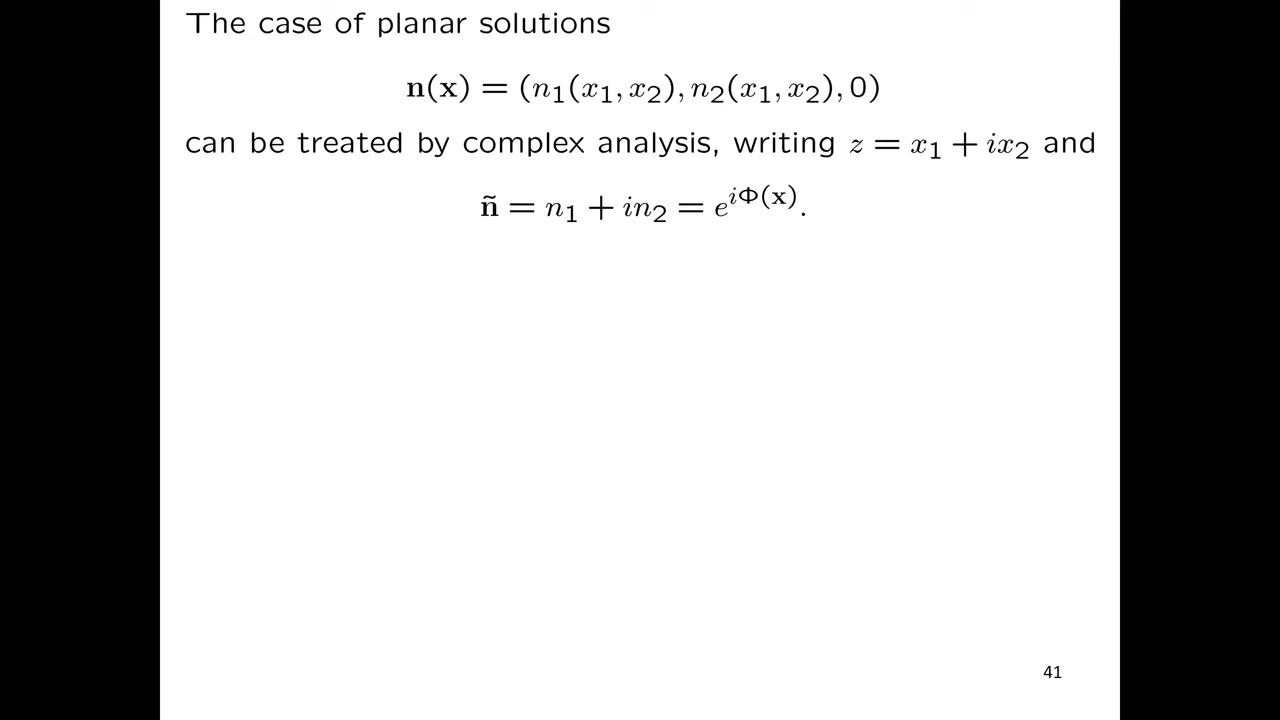 The case of planar solutions
n(x) = (n₁(x₁, x₂), n₂(x₁, x₂), 0)
can be treated by complex analysis, writing z = x₁ + ix₂ and
ñ = n₁ + in₂ = e^{iΦ(x)}.
41